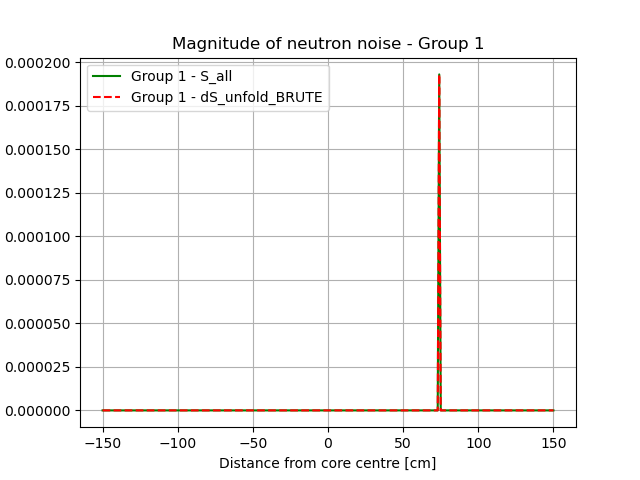 Magnitude of neutron noise - Group 1
Group 1 - S_all
Group 1 - dS_unfold_BRUTE
0.000200
0.000175
0.000150
0.000125
0.000100
0.000075
0.000050
0.000025
0.000000
−150 −100 −50 0 50 100 150
Distance from core centre [cm]